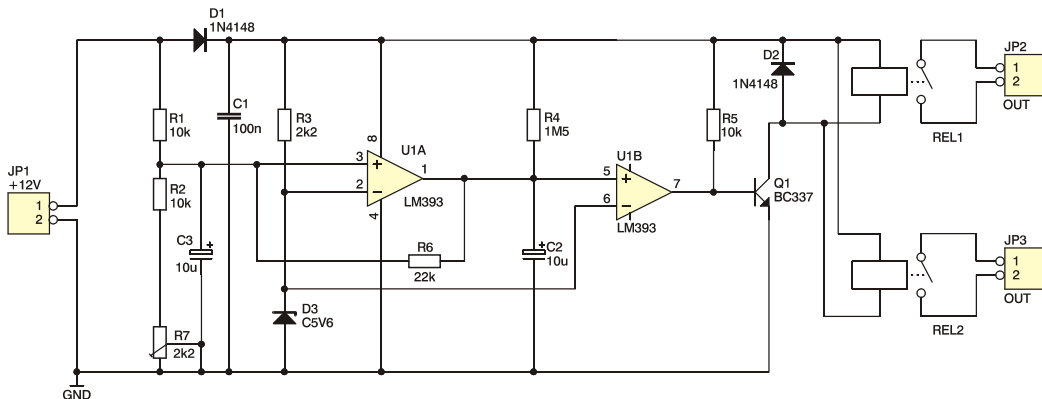 D1
1N4148
D2
1N4148
JP2
1
2
OUT
REL1
R1
10k
C1
100n
R3
2k2
8
U1A
3
+
1
2
−
4
LM393
R4
1M5
R5
10k
U1B
5
+
7
6
−
LM393
Q1
BC337
JP1
+12V
1
2
R2
10k
C3
+
10u
R6
22k
C2
+
10u
JP3
1
2
OUT
REL2
D3
C5V6
R7
2k2
GND